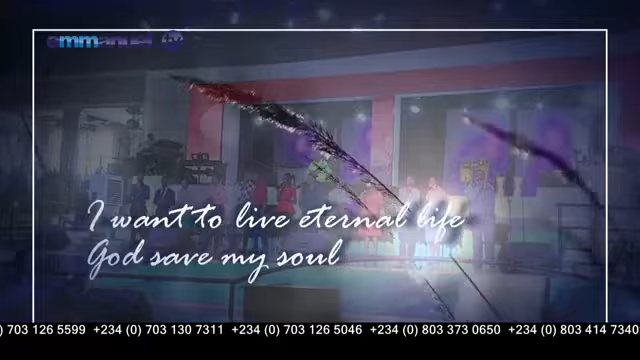 emmanuel tv
I want to live eternal life
God save my soul
) 703 126 5599 +234 (0) 703 130 7311 +234 (0) 703 126 5046 +234 (0) 803 373 0650 +234 (0) 803 414 7340